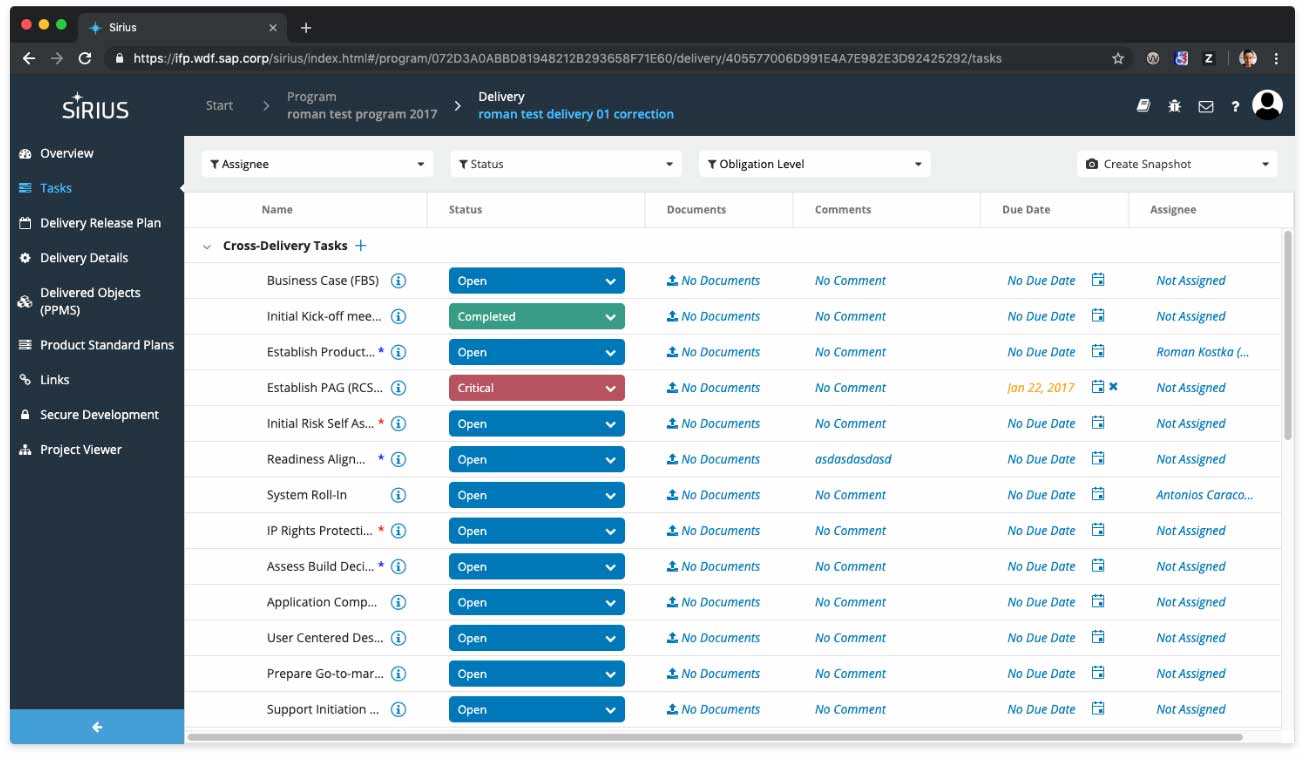 Sirius
https://ifp.wdf.sap.corp/sirius/index.html#/program/072D3A0ABBD81948212B293658F71E60/delivery/405577006D991E4A7E982E3D92425292/tasks
SIRIUS
Start
Program
roman test program 2017
Delivery
roman test delivery 01 correction
?
Overview
Tasks
Delivery Release Plan
Delivery Details
Delivered Objects
(PPMS)
Product Standard Plans
Links
Secure Development
Project Viewer
Assignee
Status
Obligation Level
Create Snapshot
Name Status Documents Comments Due Date Assignee
Cross-Delivery Tasks +
Business Case (FBS) Open No Documents No Comment No Due Date Not Assigned
Initial Kick-off mee... Completed No Documents No Comment No Due Date Not Assigned
Establish Product... * Open No Documents No Comment No Due Date Roman Kostka (...
Establish PAG (RCS... Critical No Documents No Comment Jan 22, 2017 Not Assigned
Initial Risk Self As... * Open No Documents No Comment No Due Date Not Assigned
Readiness Align... * Open No Documents asdasdasdasd No Due Date Not Assigned
System Roll-In Open No Documents No Comment No Due Date Antonios Caraco...
IP Rights Protecti... * Open No Documents No Comment No Due Date Not Assigned
Assess Build Deci... * Open No Documents No Comment No Due Date Not Assigned
Application Comp... Open No Documents No Comment No Due Date Not Assigned
User Centered Des... Open No Documents No Comment No Due Date Not Assigned
Prepare Go-to-mar... Open No Documents No Comment No Due Date Not Assigned
Support Initiation ... Open No Documents No Comment No Due Date Not Assigned